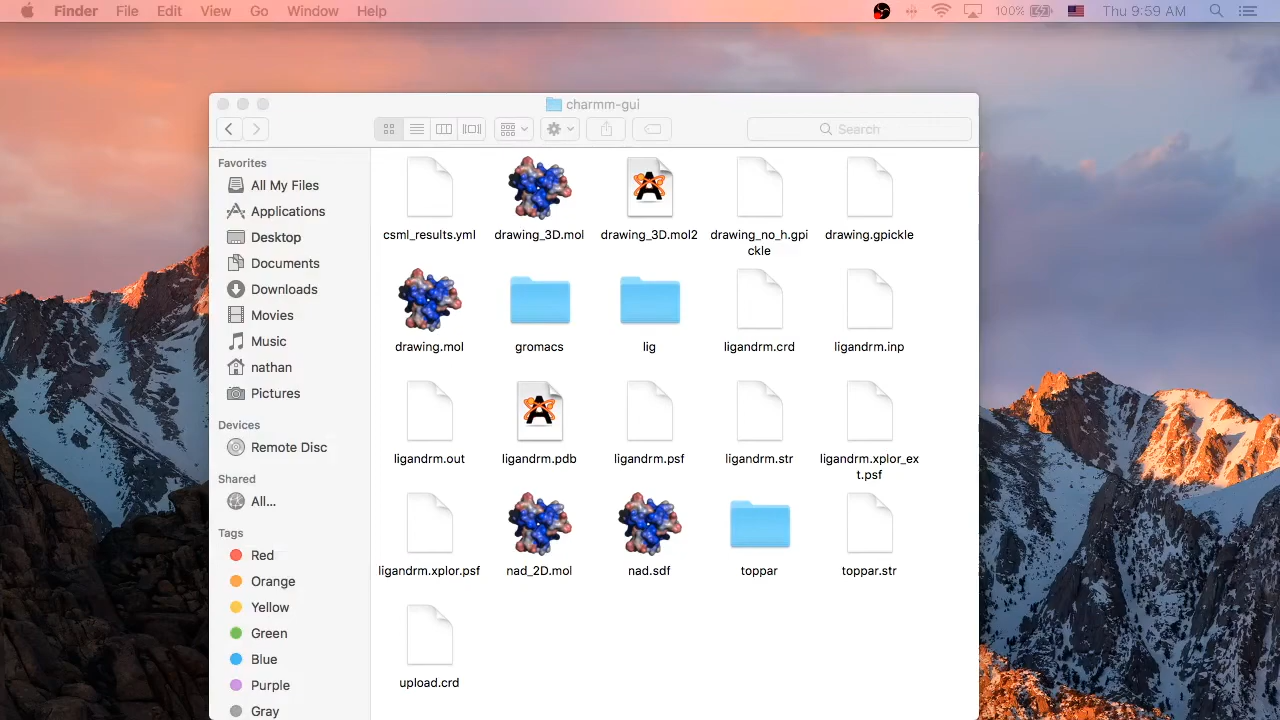 Finder File Edit View Go Window Help 100% Thu 9:59 AM
charmm-gui
Search
Favorites
All My Files
Applications
Desktop
Documents
Downloads
Movies
Music
nathan
Pictures
Devices
Remote Disc
Shared
All...
Tags
Red
Orange
Yellow
Green
Blue
Purple
Gray
csml_results.yml drawing_3D.mol drawing_3D.mol2 drawing_no_h.gpi drawing.gpickle
ckle
drawing.mol gromacs lig ligandrm.crd ligandrm.inp
ligandrm.out ligandrm.pdb ligandrm.psf ligandrm.str ligandrm.xplor_ex
t.psf
ligandrm.xplor.psf nad_2D.mol nad.sdf toppar toppar.str
upload.crd